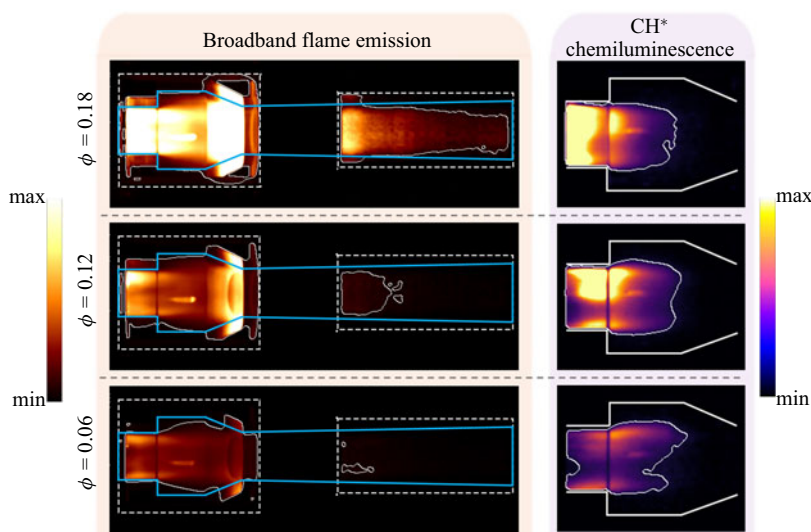 Broadband flame emission
CH*
chemiluminescence
ϕ = 0.18
max
max
ϕ = 0.12
min
min
ϕ = 0.06